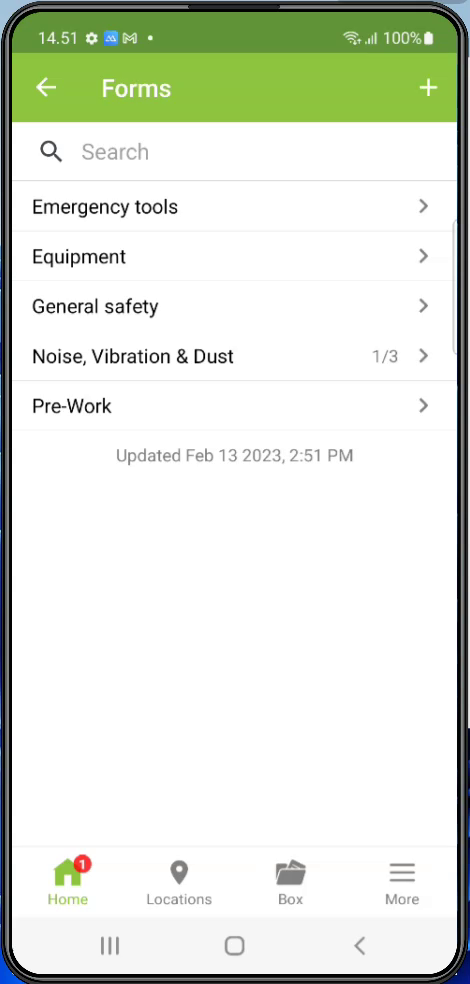 14.51 100%
Forms
Search
Emergency tools
Equipment
General safety
Noise, Vibration & Dust 1/3
Pre-Work
Updated Feb 13 2023, 2:51 PM
1
Home Locations Box More